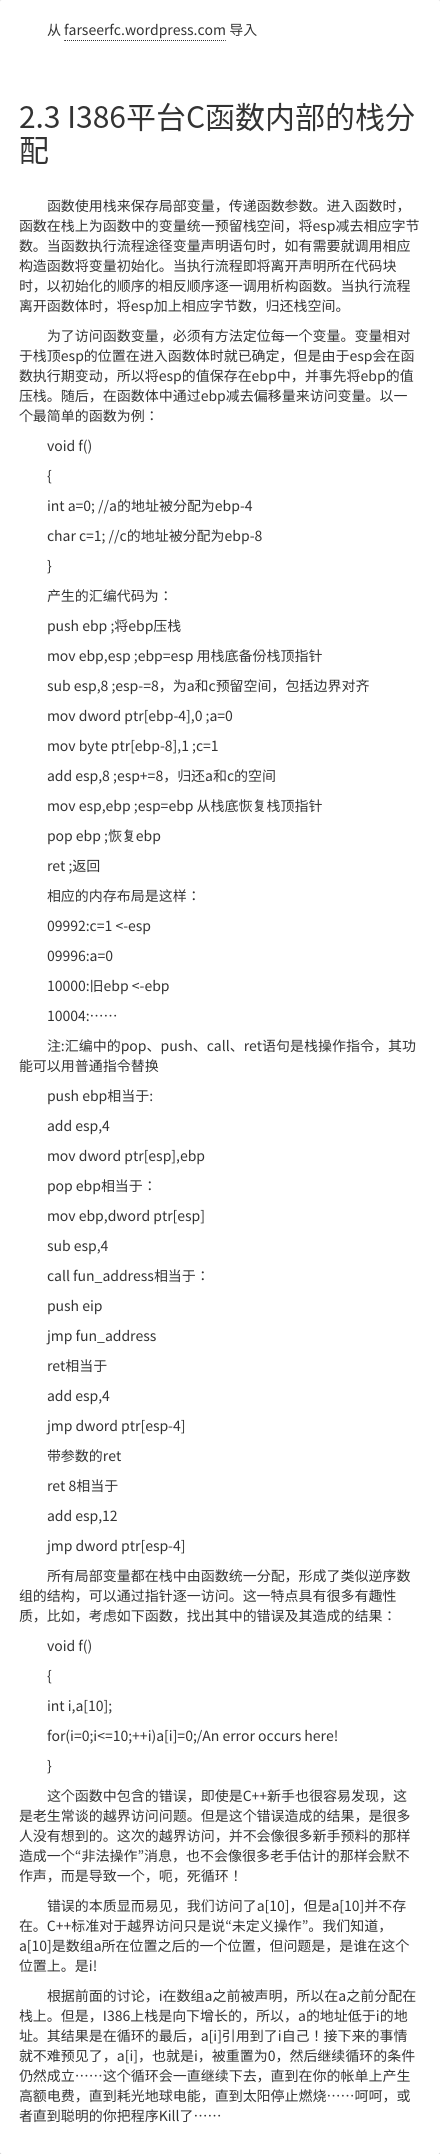 从 farseerfc.wordpress.com 导入
2.3 I386平台C函数内部的栈分
配
函数使用栈来保存局部变量，传递函数参数。进入函数时，
函数在栈上为函数中的变量统一预留栈空间，将esp减去相应字节
数。当函数执行流程途径变量声明语句时，如有需要就调用相应
构造函数将变量初始化。当执行流程即将离开声明所在代码块
时，以初始化的顺序的相反顺序逐一调用析构函数。当执行流程
离开函数体时，将esp加上相应字节数，归还栈空间。
为了访问函数变量，必须有方法定位每一个变量。变量相对
于栈顶esp的位置在进入函数体时就已确定，但是由于esp会在函
数执行期变动，所以将esp的值保存在ebp中，并事先将ebp的值
压栈。随后，在函数体中通过ebp减去偏移量来访问变量。以一
个最简单的函数为例：
void f()
{
int a=0; //a的地址被分配为ebp-4
char c=1; //c的地址被分配为ebp-8
}
产生的汇编代码为：
push ebp ;将ebp压栈
mov ebp,esp ;ebp=esp 用栈底备份栈顶指针
sub esp,8 ;esp-=8，为a和c预留空间，包括边界对齐
mov dword ptr[ebp-4],0 ;a=0
mov byte ptr[ebp-8],1 ;c=1
add esp,8 ;esp+=8，归还a和c的空间
mov esp,ebp ;esp=ebp 从栈底恢复栈顶指针
pop ebp ;恢复ebp
ret ;返回
相应的内存布局是这样：
09992:c=1 <-esp
09996:a=0
10000:旧ebp <-ebp
10004:……
注:汇编中的pop、push、call、ret语句是栈操作指令，其功
能可以用普通指令替换
push ebp相当于:
add esp,4
mov dword ptr[esp],ebp
pop ebp相当于：
mov ebp,dword ptr[esp]
sub esp,4
call fun_address相当于：
push eip
jmp fun_address
ret相当于
add esp,4
jmp dword ptr[esp-4]
带参数的ret
ret 8相当于
add esp,12
jmp dword ptr[esp-4]
所有局部变量都在栈中由函数统一分配，形成了类似逆序数
组的结构，可以通过指针逐一访问。这一特点具有很多有趣性
质，比如，考虑如下函数，找出其中的错误及其造成的结果：
void f()
{
int i,a[10];
for(i=0;i<=10;++i)a[i]=0;/An error occurs here!
}
这个函数中包含的错误，即使是C++新手也很容易发现，这
是老生常谈的越界访问问题。但是这个错误造成的结果，是很多
人没有想到的。这次的越界访问，并不会像很多新手预料的那样
造成一个“非法操作”消息，也不会像很多老手估计的那样会默不
作声，而是导致一个，呃，死循环！
错误的本质显而易见，我们访问了a[10]，但是a[10]并不存
在。C++标准对于越界访问只是说“未定义操作”。我们知道，
a[10]是数组a所在位置之后的一个位置，但问题是，是谁在这个
位置上。是i!
根据前面的讨论，i在数组a之前被声明，所以在a之前分配在
栈上。但是，I386上栈是向下增长的，所以，a的地址低于i的地
址。其结果是在循环的最后，a[i]引用到了i自己！接下来的事情
就不难预见了，a[i]，也就是i，被重置为0，然后继续循环的条件
仍然成立……这个循环会一直继续下去，直到在你的帐单上产生
高额电费，直到耗光地球电能，直到太阳停止燃烧……呵呵，或
者直到聪明的你把程序Kill了……